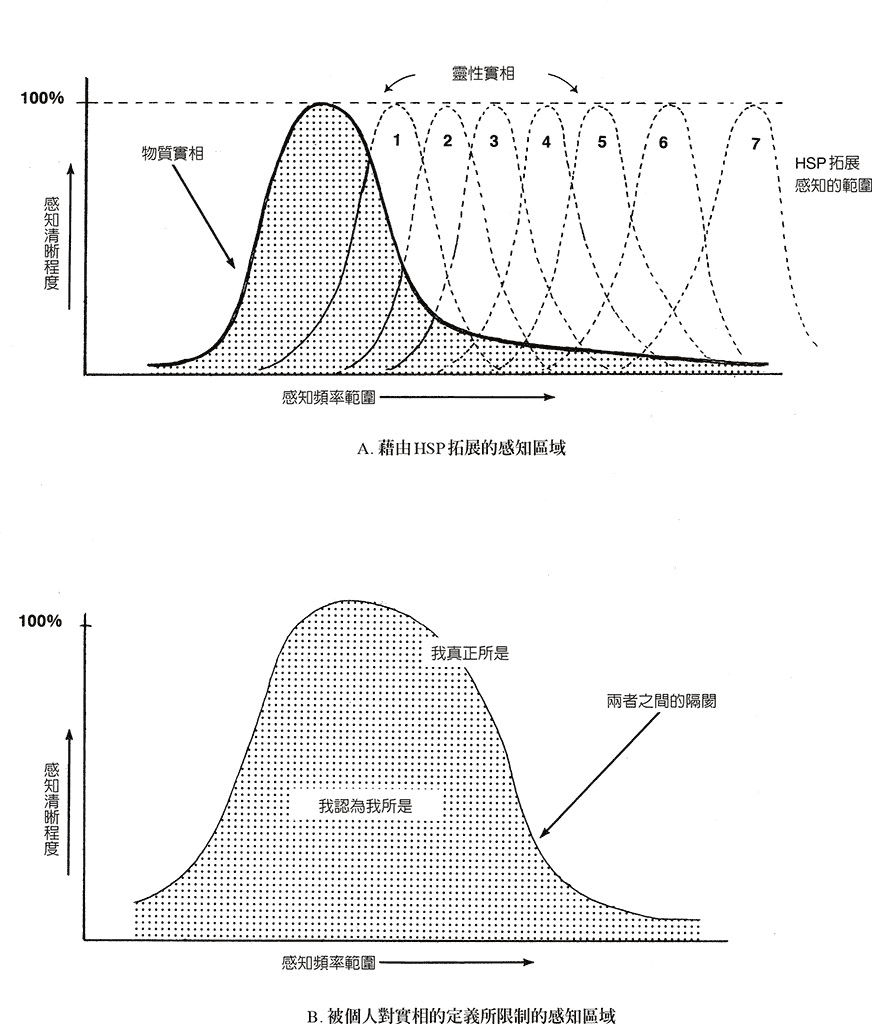 靈性實相
100%
物質實相
1 2 3 4 5 6 7
HSP 拓展
感知的範圍
感知清晰程度
感知頻率範圍
A. 藉由HSP拓展的感知區域
100%
我真正所是
兩者之間的隔閡
感知清晰程度
我認為我所是
感知頻率範圍
B. 被個人對實相的定義所限制的感知區域